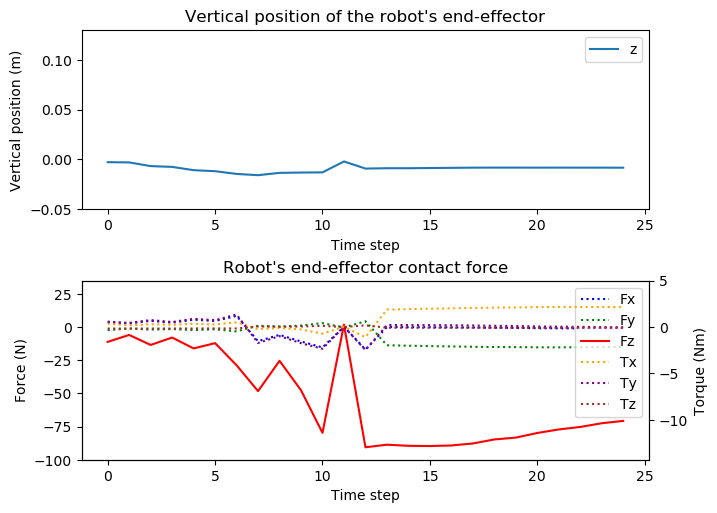 Vertical position of the robot's end-effector
0.10
0.05
0.00
−0.05
Vertical position (m)
z
0 5 10 15 20 25
Time step
Robot's end-effector contact force
25
0
−25
−50
−75
−100
Force (N)
Fx
Fy
Fz
Tx
Ty
Tz
5
0
−5
−10
Torque (Nm)
0 5 10 15 20 25
Time step